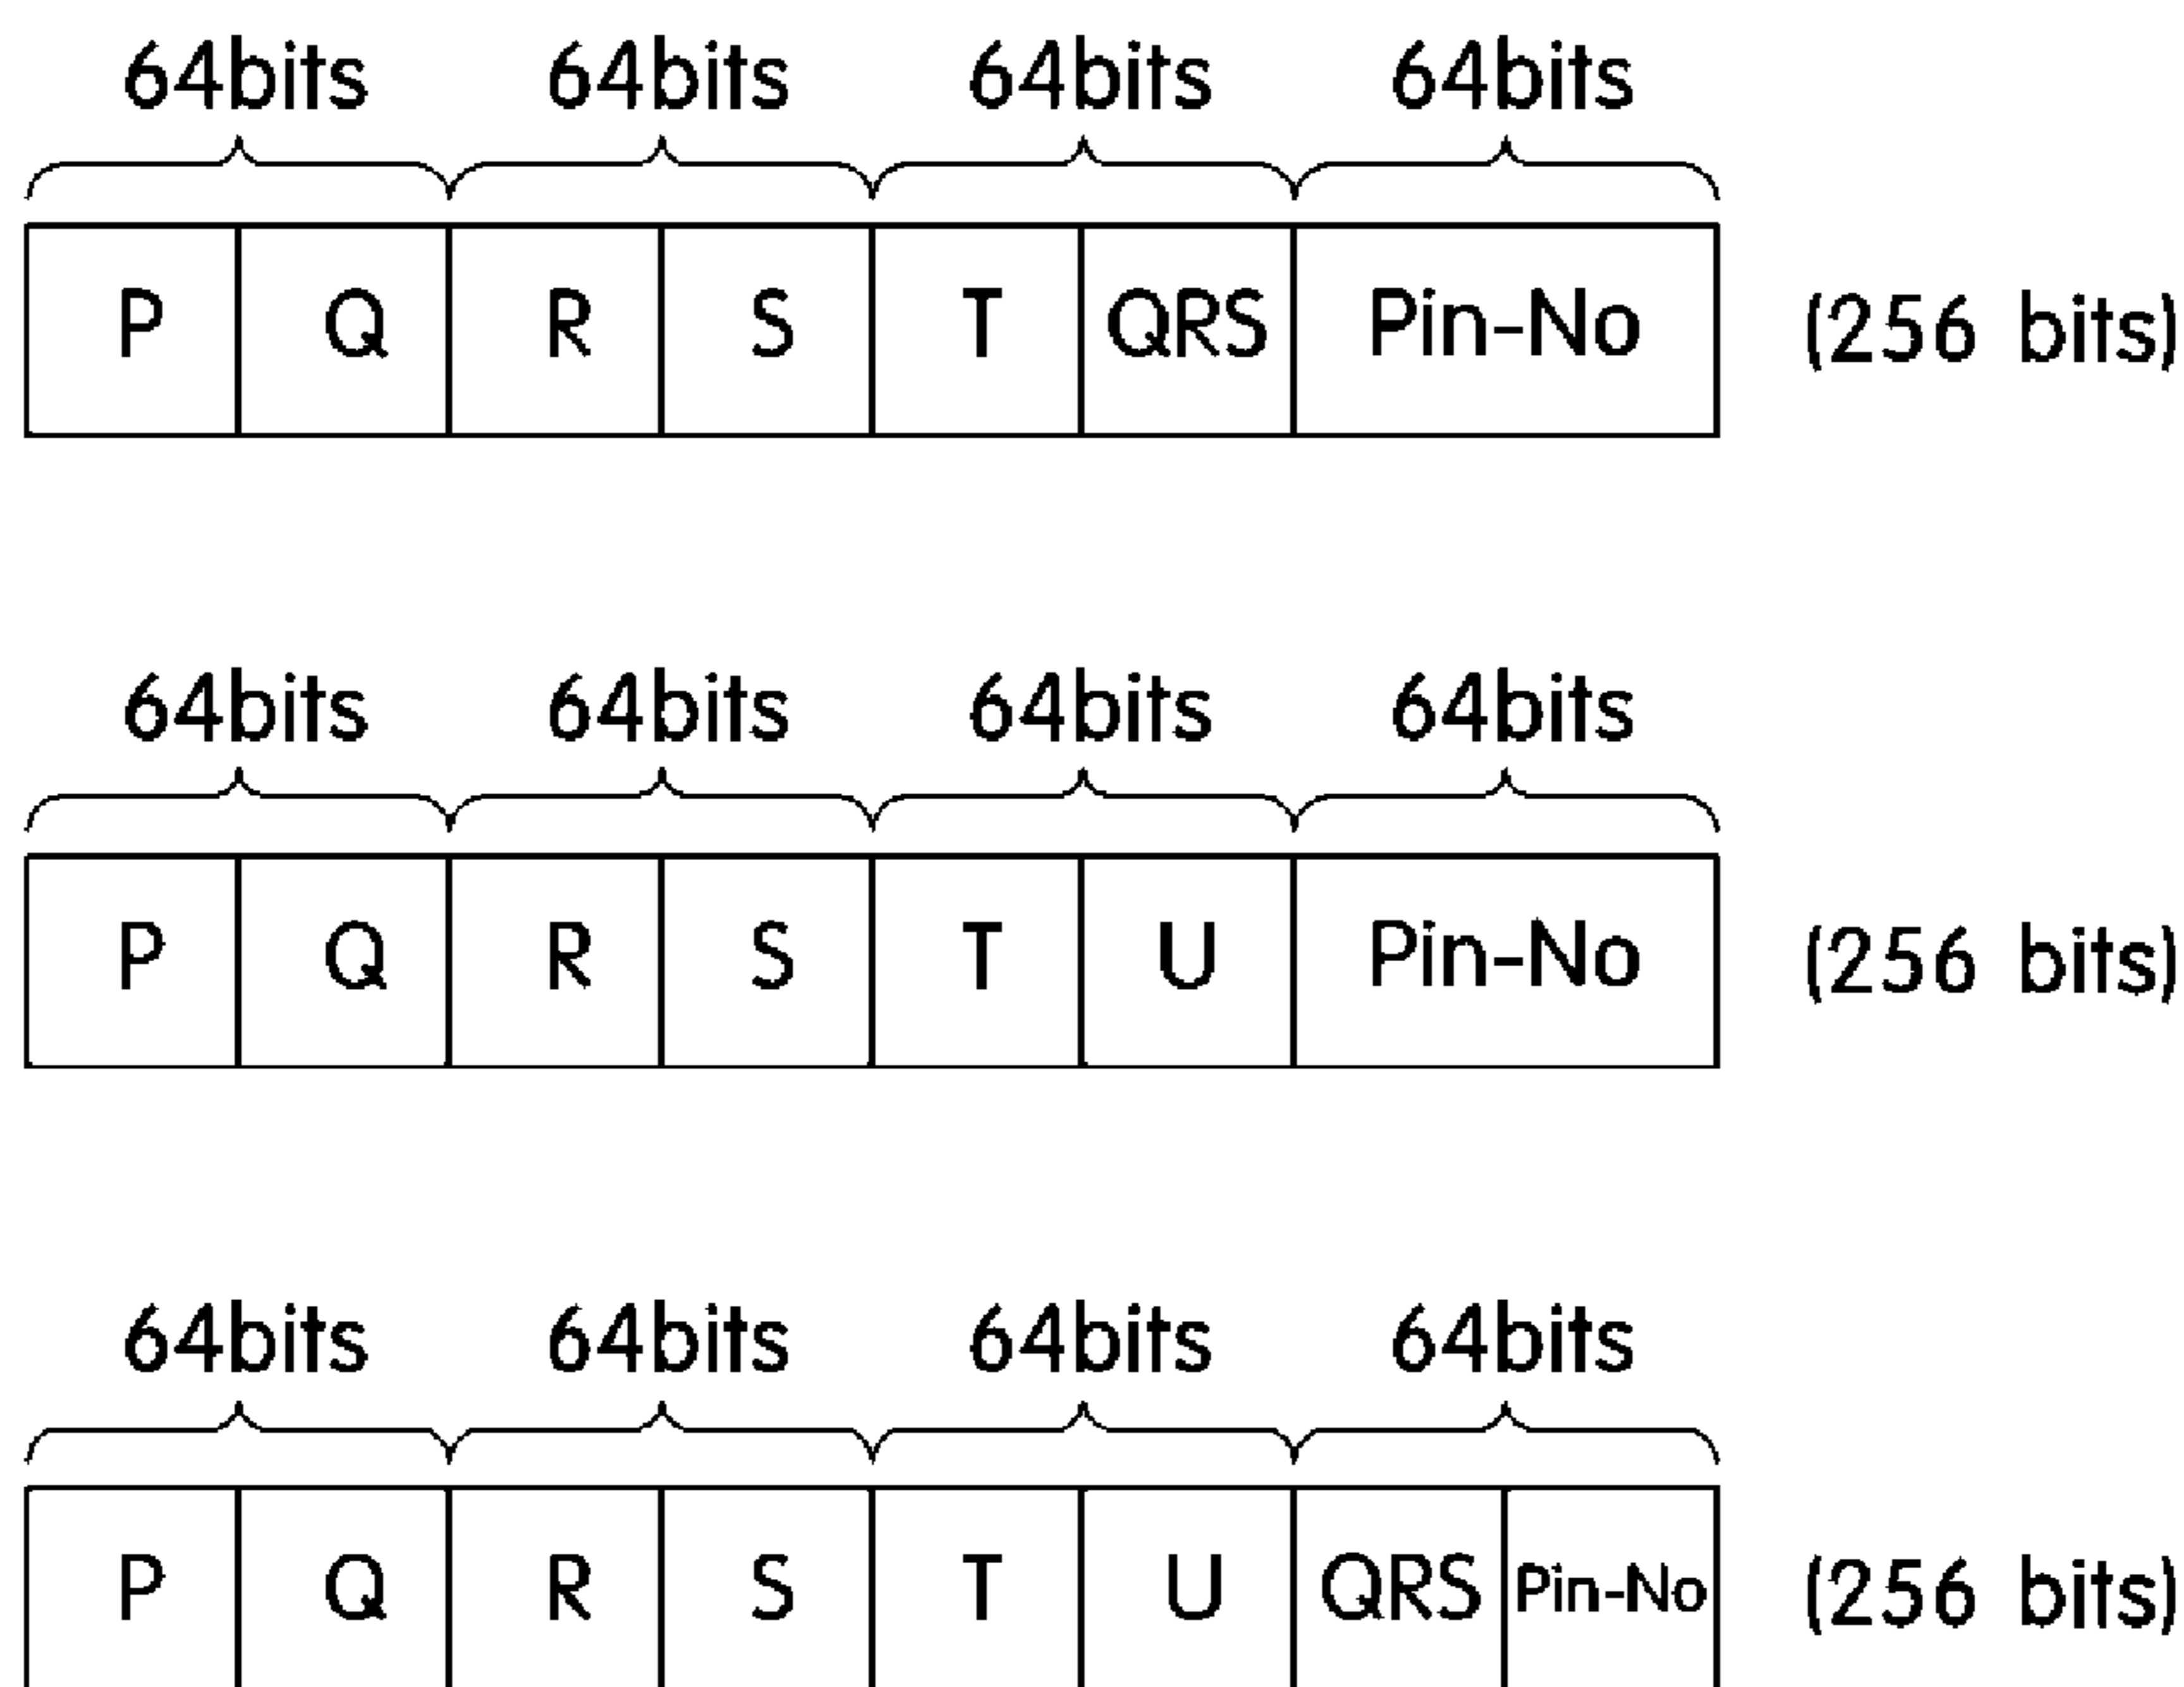 64bits 64bits 64bits 64bits
P Q R S T QRS Pin-No (256 bits)
64bits 64bits 64bits 64bits
P Q R S T U Pin-No (256 bits)
64bits 64bits 64bits 64bits
P Q R S T U QRS Pin-No (256 bits)